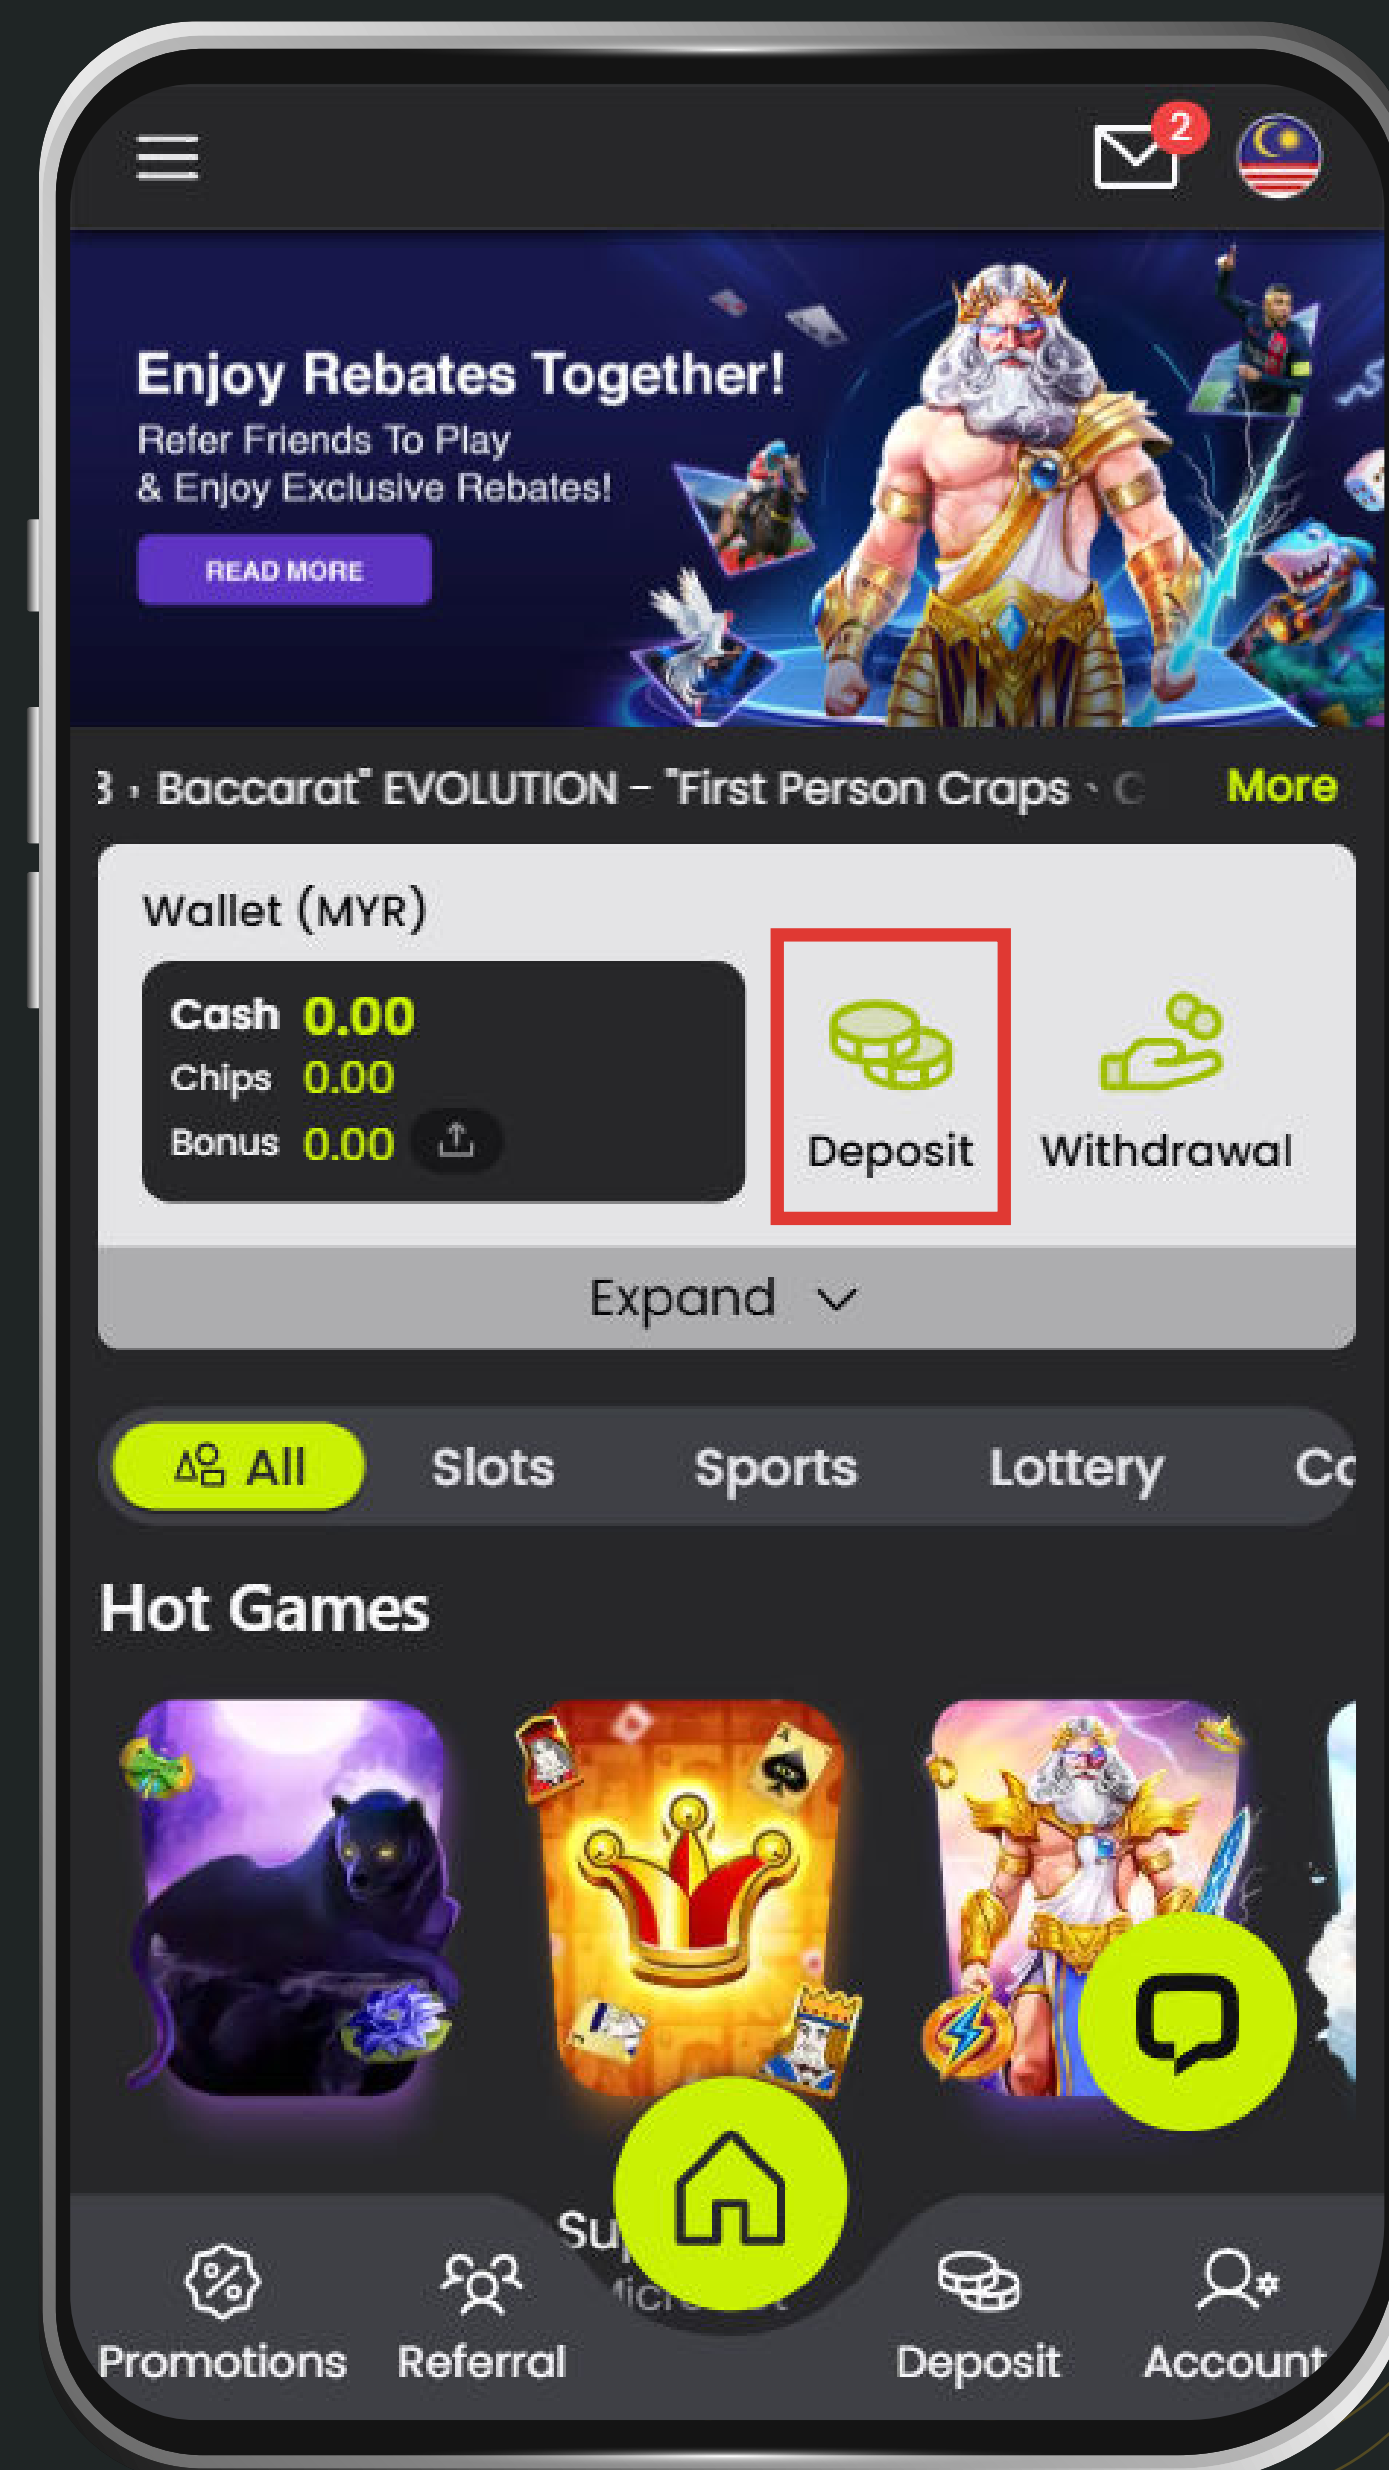 2
Enjoy Rebates Together!
Refer Friends To Play
& Enjoy Exclusive Rebates!
READ MORE
Baccarat" EVOLUTION - "First Person Craps
More
Wallet (MYR)
Cash 0.00
Chips 0.00
Bonus 0.00
Deposit
Withdrawal
Expand
All
Slots
Sports
Lottery
Hot Games
Promotions
Referral
Deposit
Account